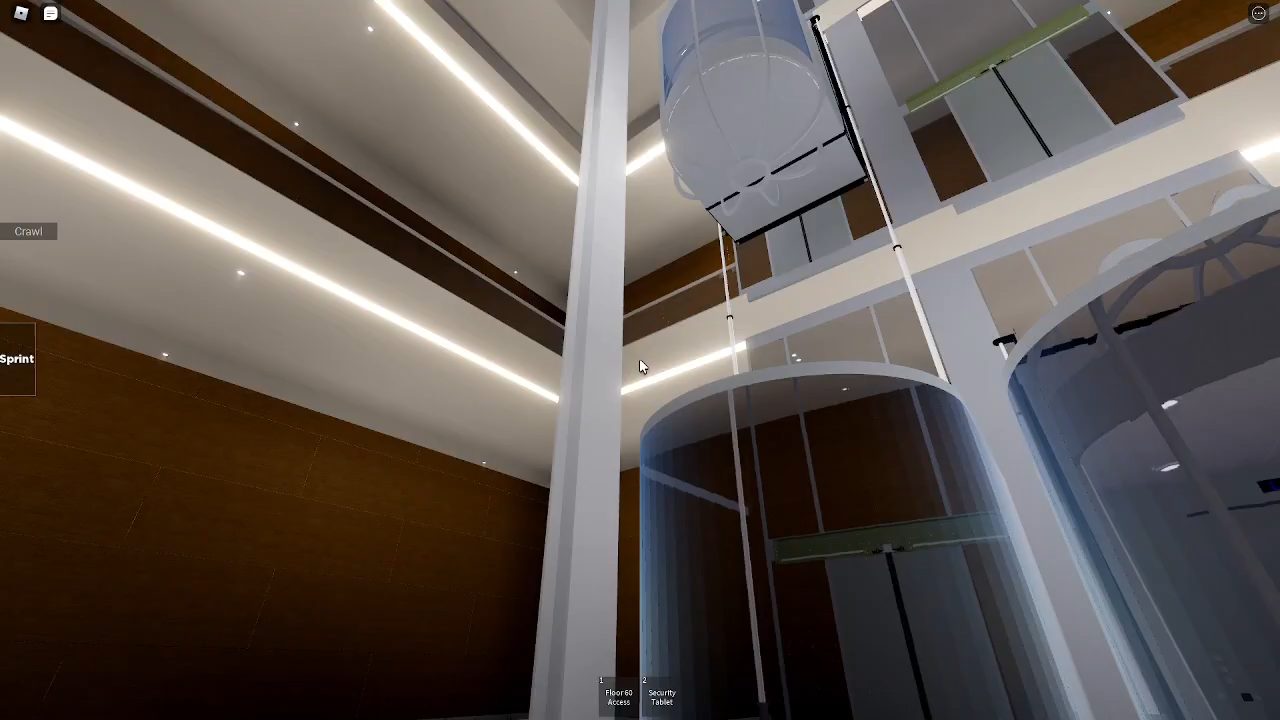 Crawl
Sprint
1
Floor 60
Access
2
Security
Tablet